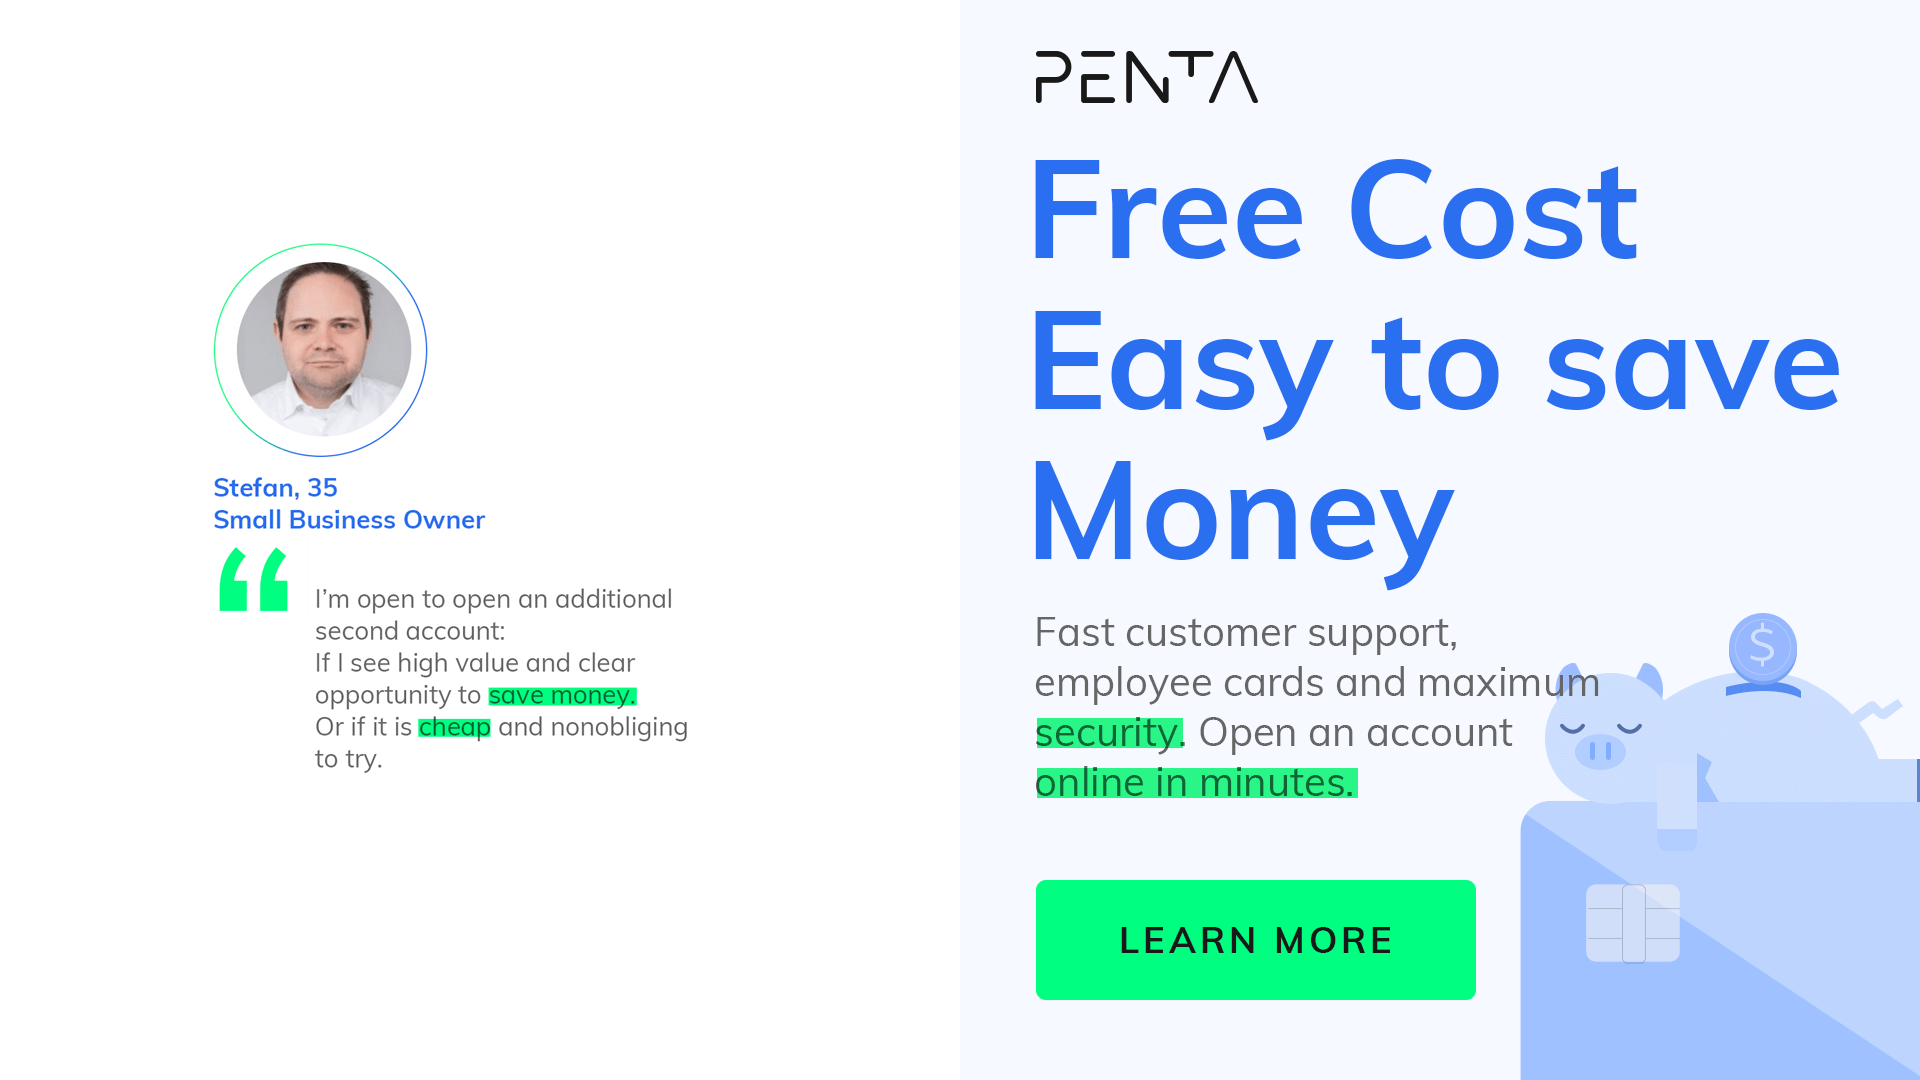 Stefan, 35
Small Business Owner
“
I’m open to open an additional
second account:
If I see high value and clear
opportunity to save money.
Or if it is cheap and nonobliging
to try.
PENTA
Free Cost
Easy to save
Money
Fast customer support,
employee cards and maximum
security. Open an account
online in minutes.
$
LEARN MORE